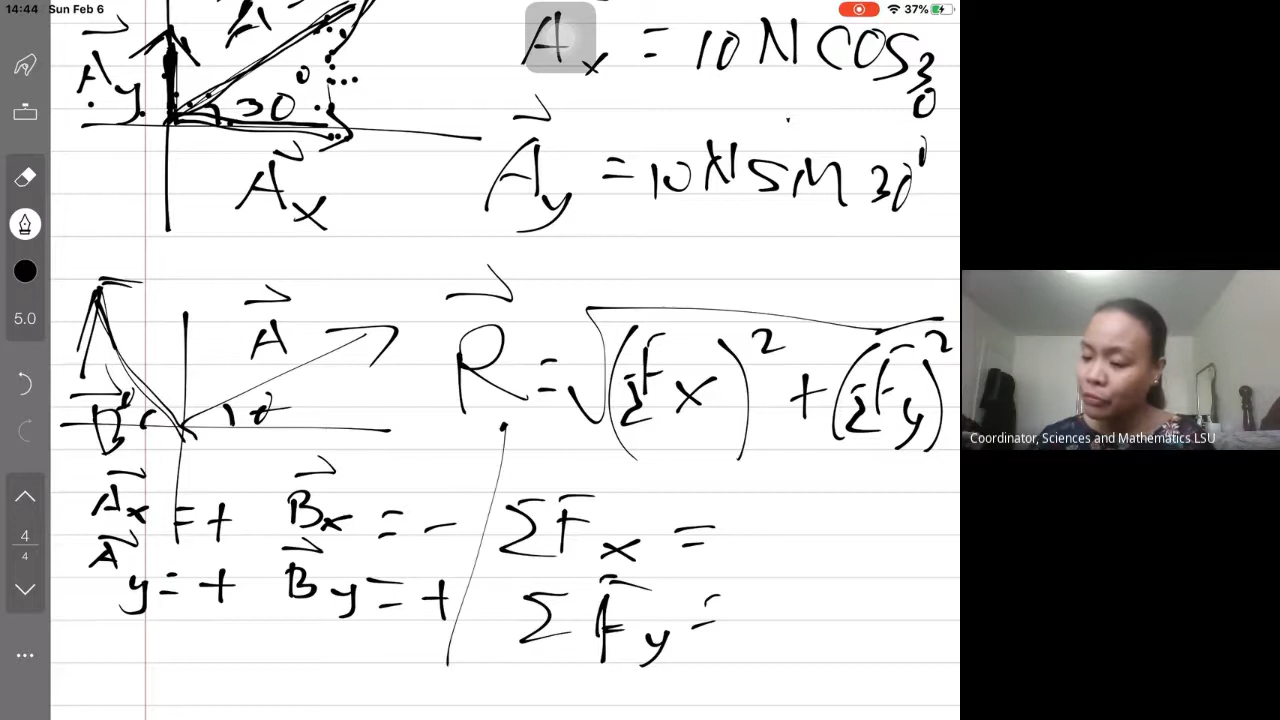 14:44 Sun Feb 6
37%
A
Ay
30°
Ax
Ax = 10 N COS 30
Ay = 10 N SIN 30°
5.0
A
B
θ
R = √(ΣFx)² + (ΣFy)²
Coordinator, Sciences and Mathematics LSU
Ax = + Bx = -
Ay = + By = +
ΣFx =
ΣFy =
4
4